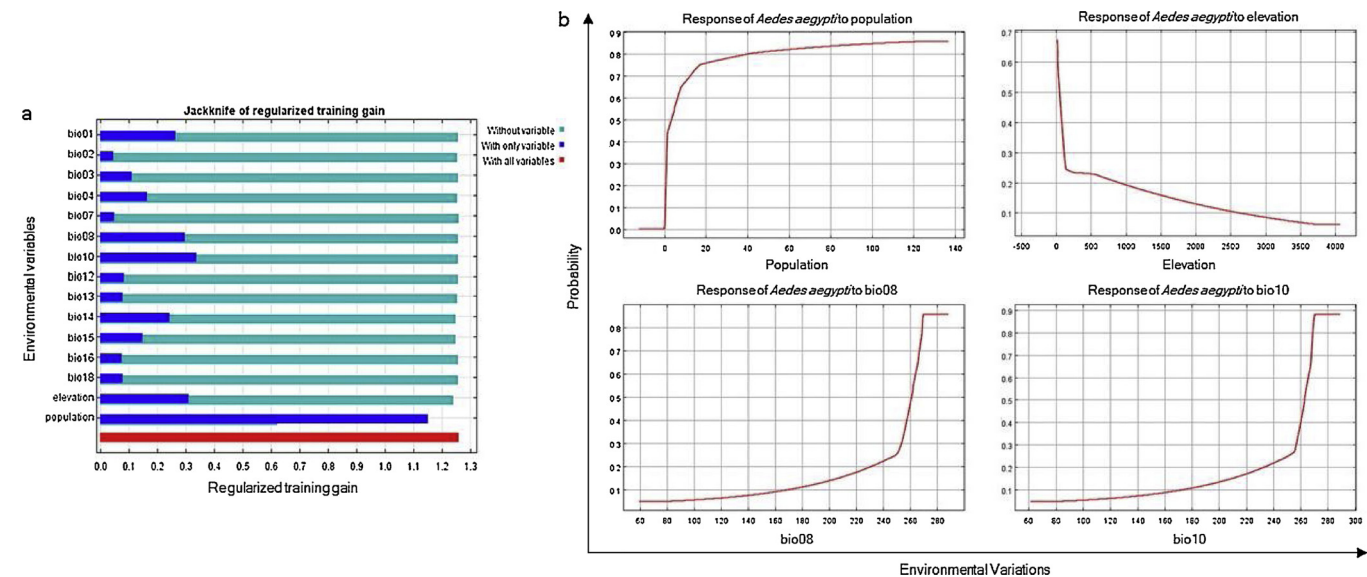 a
Jackknife of regularized training gain
Environmental variables
bio01
bio02
bio03
bio04
bio07
bio08
bio10
bio12
bio13
bio14
bio15
bio16
bio18
elevation
population
Without variable
With only variable
With all variables
0.0 0.1 0.2 0.3 0.4 0.5 0.6 0.7 0.8 0.9 1.0 1.1 1.2 1.3
Regularized training gain
b
Probability
Response of Aedes aegypti to population
0.9
0.8
0.7
0.6
0.5
0.4
0.3
0.2
0.1
0.0
0 20 40 60 80 100 120 140
Population
Response of Aedes aegypti to elevation
0.7
0.6
0.5
0.4
0.3
0.2
0.1
-500 0 500 1000 1500 2000 2500 3000 3500 4000
Elevation
Response of Aedes aegypti to bio08
0.8
0.7
0.6
0.5
0.4
0.3
0.2
0.1
60 80 100 120 140 160 180 200 220 240 260 280
bio08
Response of Aedes aegypti to bio10
0.9
0.8
0.7
0.6
0.5
0.4
0.3
0.2
0.1
60 80 100 120 140 160 180 200 220 240 260 280 300
bio10
Environmental Variations